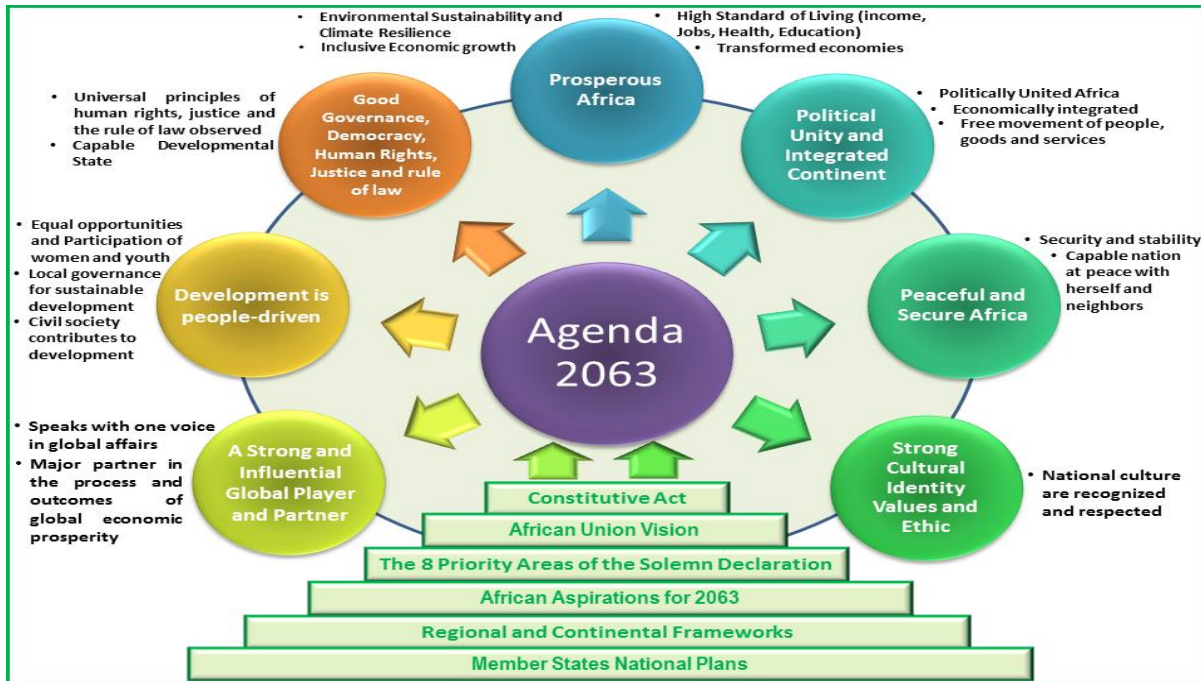 • Environmental Sustainability and
Climate Resilience
• Inclusive Economic growth
• High Standard of Living (income,
Jobs, Health, Education)
• Transformed economies
Prosperous
Africa
• Universal principles of
human rights, justice and
the rule of law observed
• Capable Developmental
State
Good
Governance,
Democracy,
Human Rights,
Justice and rule
of law
Political
Unity and
Integrated
Continent
• Politically United Africa
• Economically integrated
• Free movement of people,
goods and services
• Equal opportunities
and Participation of
women and youth
• Local governance
for sustainable
development
• Civil society
contributes to
development
Development is
people-driven
Agenda
2063
Peaceful and
Secure Africa
• Security and stability
• Capable nation
at peace with
herself and
neighbors
• Speaks with one voice
in global affairs
• Major partner in
the process and
outcomes of
global economic
prosperity
A Strong and
Influential
Global Player
and Partner
Strong
Cultural
Identity
Values and
Ethic
• National culture
are recognized
and respected
Constitutive Act
African Union Vision
The 8 Priority Areas of the Solemn Declaration
African Aspirations for 2063
Regional and Continental Frameworks
Member States National Plans